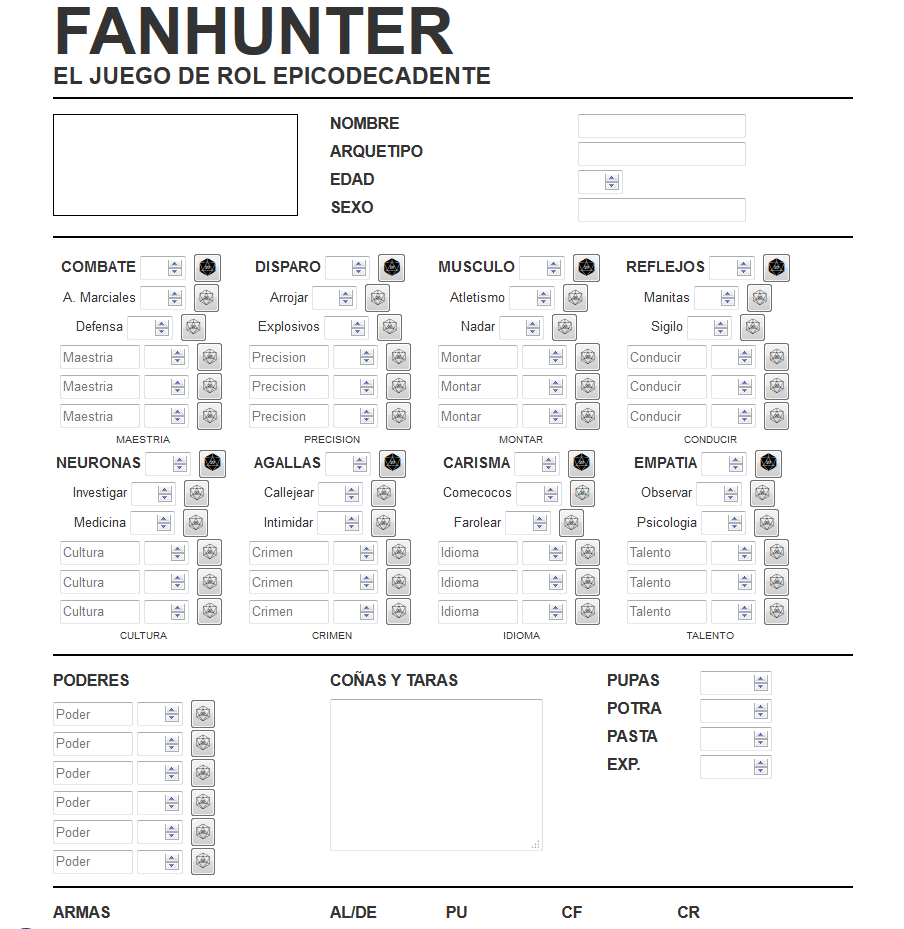 FANHUNTER
EL JUEGO DE ROL EPICODECADENTE
NOMBRE
ARQUETIPO
EDAD
SEXO
COMBATE DISPARO MUSCULO REFLEJOS
A. Marciales Arrojar Atletismo Manitas
Defensa Explosivos Nadar Sigilo
Maestria Precision Montar Conducir
Maestria Precision Montar Conducir
Maestria Precision Montar Conducir
MAESTRIA PRECISION MONTAR CONDUCIR
NEURONAS AGALLAS CARISMA EMPATIA
Investigar Callejear Comecocos Observar
Medicina Intimidar Farolear Psicologia
Cultura Crimen Idioma Talento
Cultura Crimen Idioma Talento
Cultura Crimen Idioma Talento
CULTURA CRIMEN IDIOMA TALENTO
PODERES COÑAS Y TARAS PUPAS
Poder POTRA
Poder PASTA
Poder EXP.
Poder
Poder
Poder
ARMAS AL/DE PU CF CR